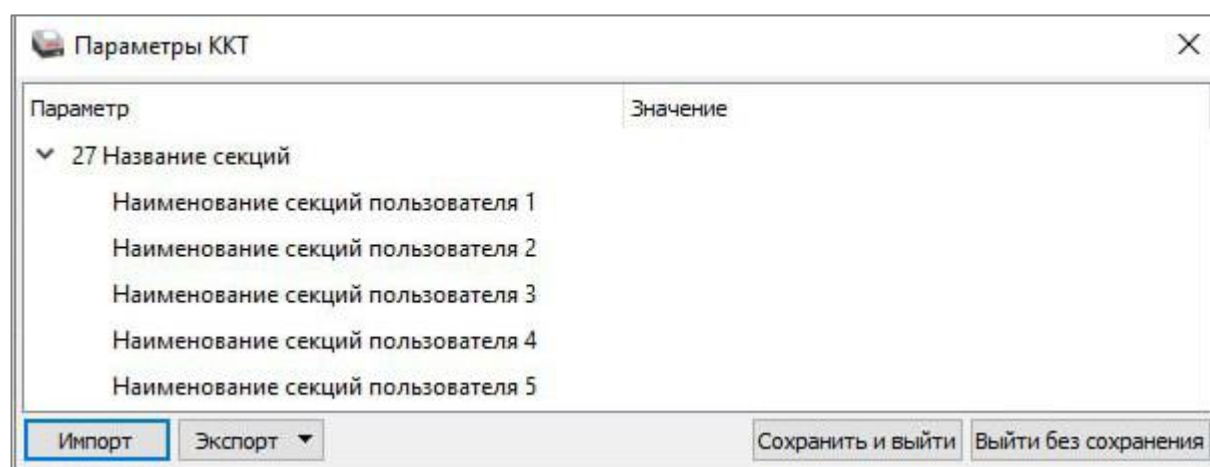 Параметры ККТ
Параметр Значение
27 Название секций
Наименование секций пользователя 1
Наименование секций пользователя 2
Наименование секций пользователя 3
Наименование секций пользователя 4
Наименование секций пользователя 5
Импорт Экспорт Сохранить и выйти Выйти без сохранения